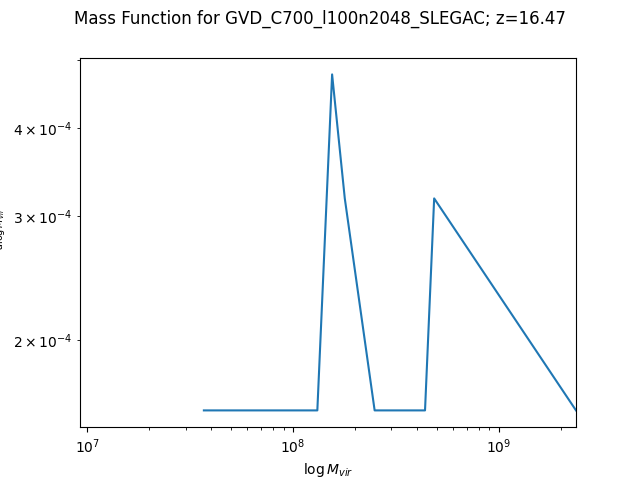 Mass Function for GVD_C700_l100n2048_SLEGAC; z=16.47
4 × 10⁻⁴
3 × 10⁻⁴
2 × 10⁻⁴
10⁷ 10⁸ 10⁹
log M_vir